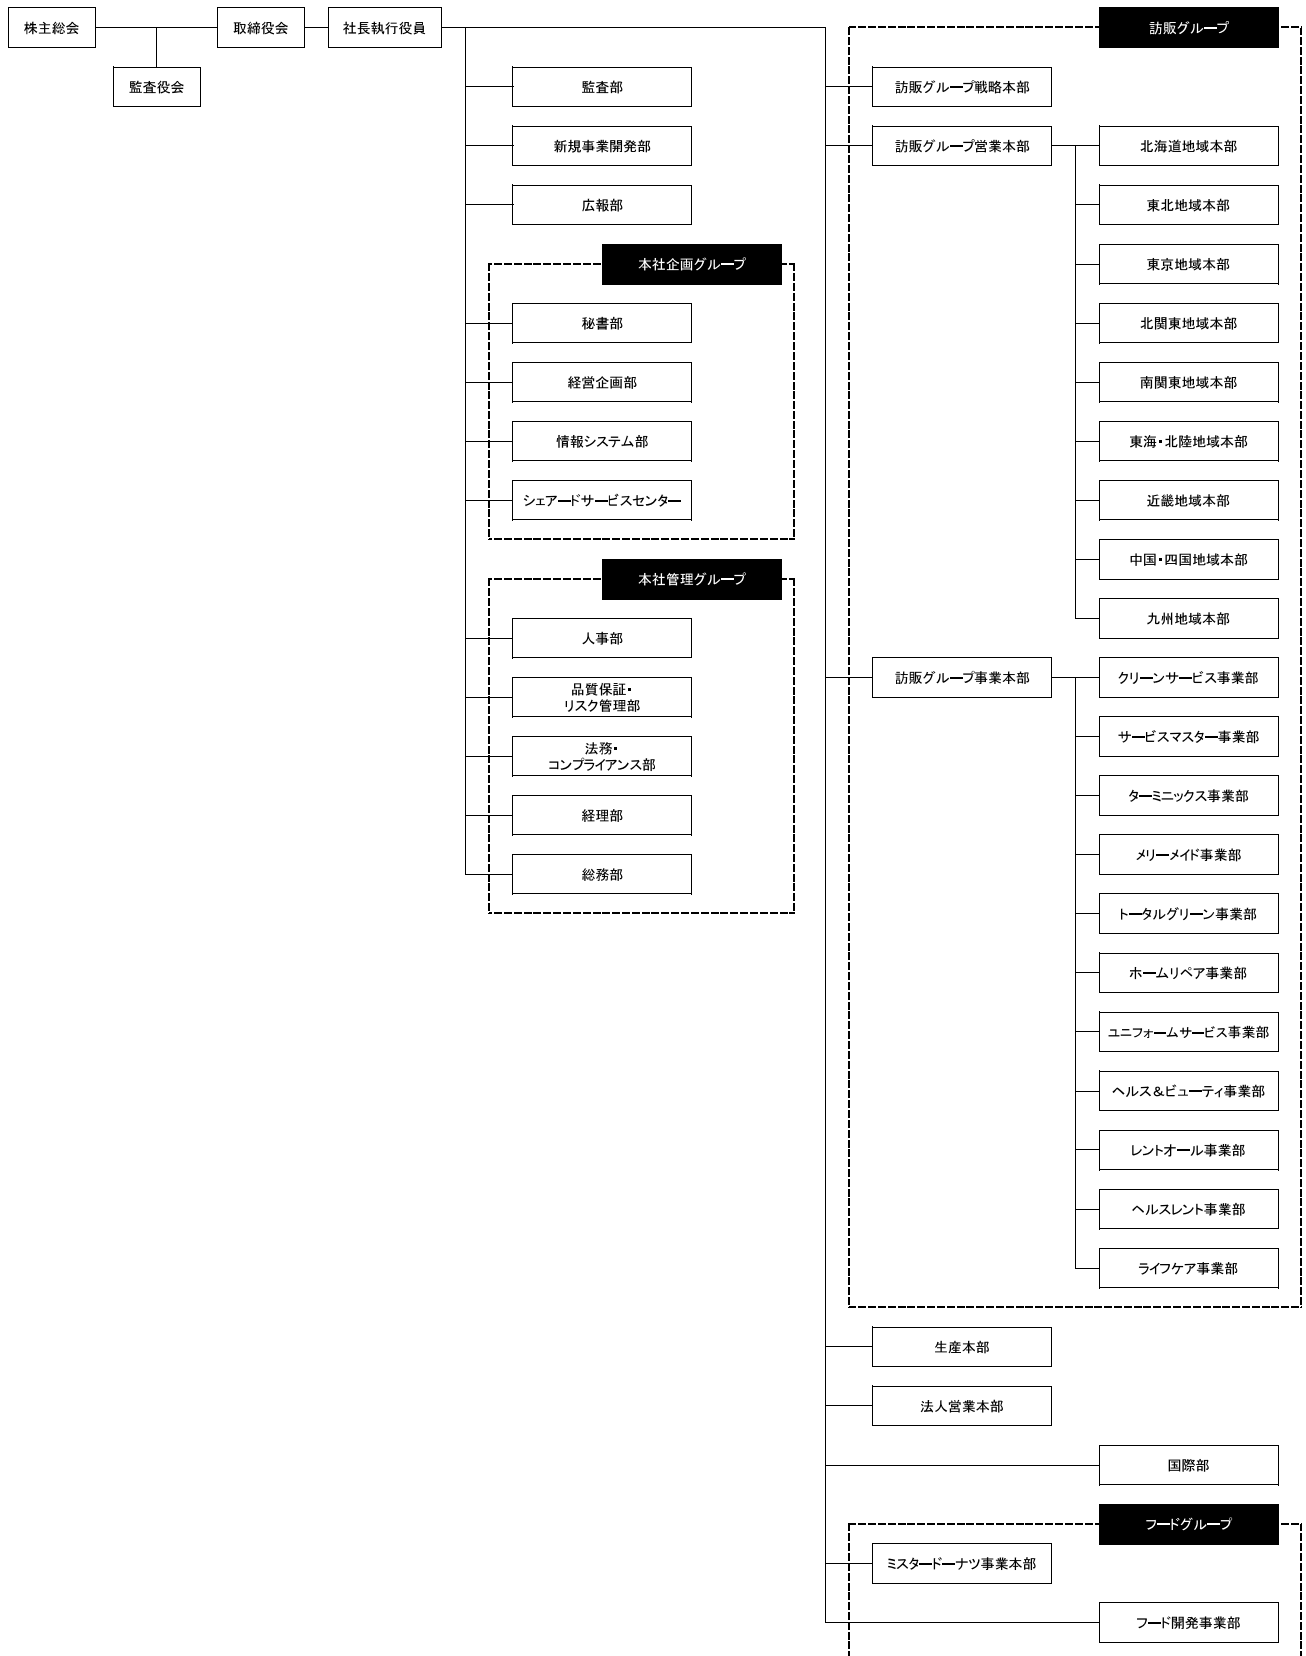 株主総会
取締役会
社長執行役員
監査役会
監査部
新規事業開発部
広報部
本社企画グループ
秘書部
経営企画部
情報システム部
シェアードサービスセンター
本社管理グループ
人事部
品質保証・
リスク管理部
法務・
コンプライアンス部
経理部
総務部
訪販グループ
訪販グループ戦略本部
訪販グループ営業本部
北海道地域本部
東北地域本部
東京地域本部
北関東地域本部
南関東地域本部
東海・北陸地域本部
近畿地域本部
中国・四国地域本部
九州地域本部
訪販グループ事業本部
クリーンサービス事業部
サービスマスター事業部
ターミニックス事業部
メリーメイド事業部
トータルグリーン事業部
ホームリペア事業部
ユニフォームサービス事業部
ヘルス&ビューティ事業部
レントオール事業部
ヘルスレント事業部
ライフケア事業部
生産本部
法人営業本部
国際部
フードグループ
ミスタードーナツ事業本部
フード開発事業部